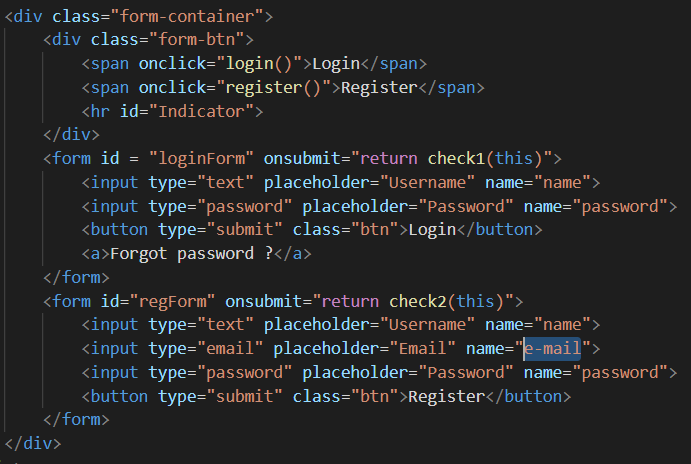 <div class="form-container">
    <div class="form-btn">
        <span onclick="login()">Login</span>
        <span onclick="register()">Register</span>
        <hr id="Indicator">
    </div>
    <form id = "loginForm" onsubmit="return check1(this)">
        <input type="text" placeholder="Username" name="name">
        <input type="password" placeholder="Password" name="password">
        <button type="submit" class="btn">Login</button>
        <a>Forgot password ?</a>
    </form>
    <form id="regForm" onsubmit="return check2(this)">
        <input type="text" placeholder="Username" name="name">
        <input type="email" placeholder="Email" name="e-mail">
        <input type="password" placeholder="Password" name="password">
        <button type="submit" class="btn">Register</button>
    </form>
</div>